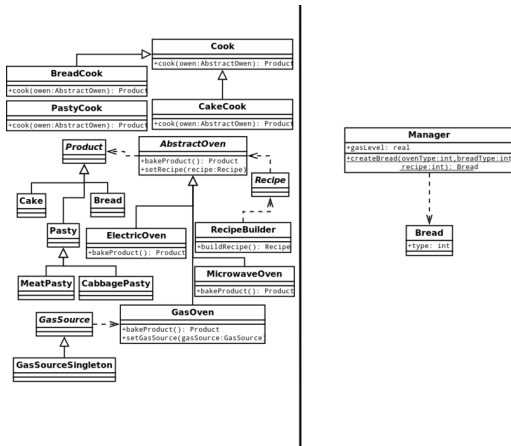 Cook
+cook(owen:AbstractOwen): Product
BreadCook
+cook(owen:AbstractOwen): Product
PastyCook
+cook(owen:AbstractOwen): Product
CakeCook
+cook(owen:AbstractOwen): Product
Product
AbstractOven
+bakeProduct(): Product
+setRecipe(recipe:Recipe)
Recipe
Cake
Bread
Pasty
ElectricOven
+bakeProduct(): Product
RecipeBuilder
+buildRecipe(): Recipe
MeatPasty
CabbagePasty
MicrowaveOven
+bakeProduct(): Product
GasSource
GasOven
+bakeProduct(): Product
+setGasSource(gasSource:GasSource)
GasSourceSingleton
Manager
+gasLevel: real
+createBread(ovenType:int,breadType:int
recipe:int): Bread
Bread
+type: int